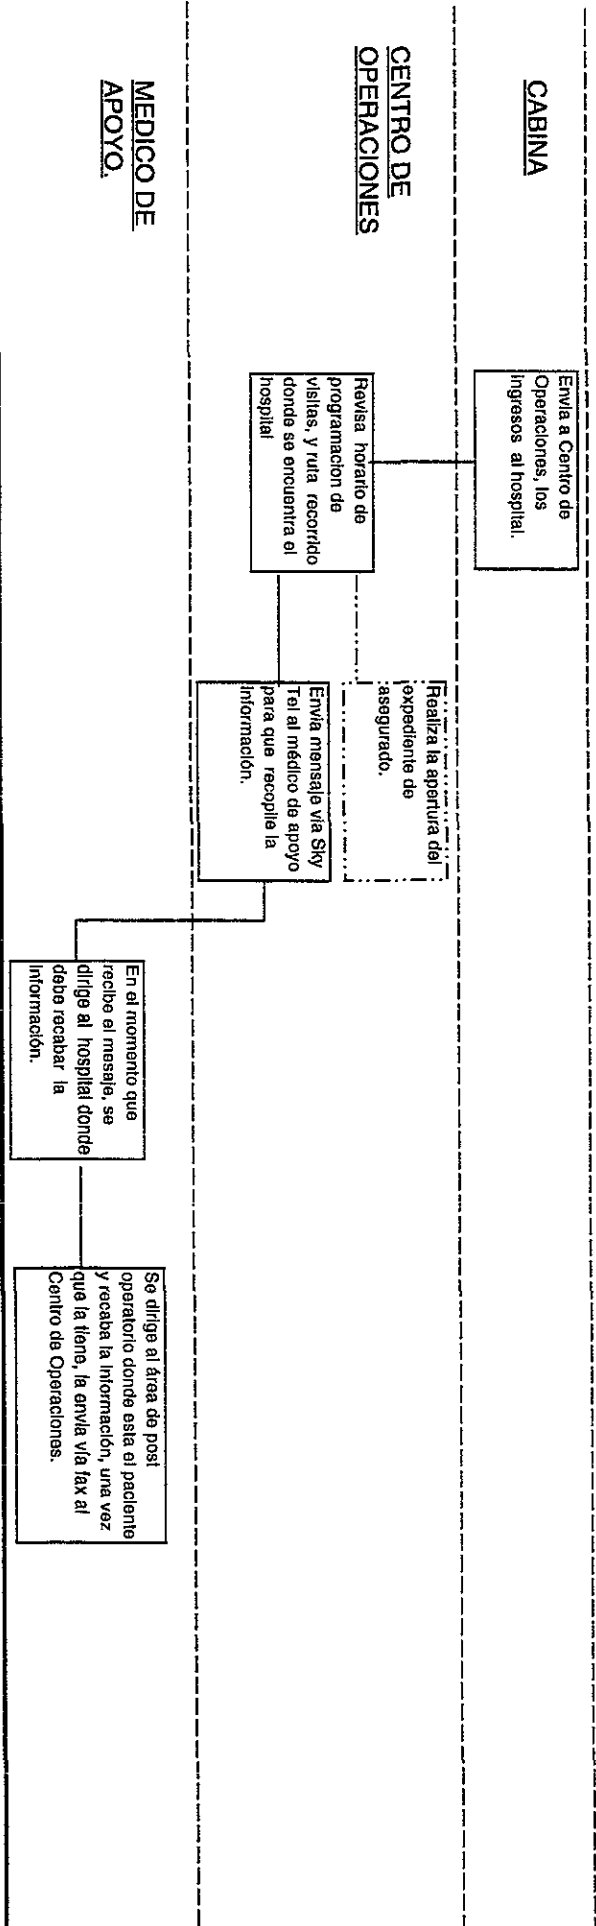 CABINA
Envia a Centro de
Operaciones, los
ingresos al hospital.
CENTRO DE
OPERACIONES
Revisa horario de
programacion de
visitas, y ruta recorrido
donde se encuentra el
hospital
Realiza la apertura del
expediente de
asegurado.
Envia mensaje via Sky
Tel al médico de apoyo
para que recopile la
información.
MEDICO DE
APOYO.
En el momento que
recibe el mesaje, se
dirige al hospital donde
debe recabar la
información.
Se dirige al área de post
operatorio donde esta el paciente
y recaba la información, una vez
que la tiene, la envia vía fax al
Centro de Operaciones.